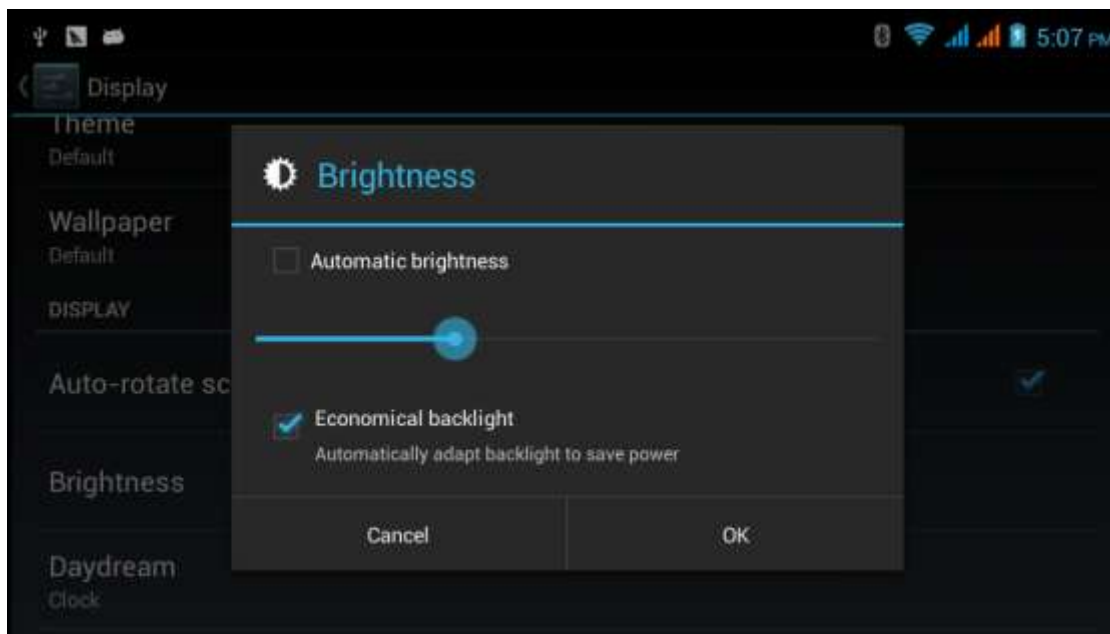 5:07 PM
Display
Theme
Default
Brightness
Wallpaper
Default
Automatic brightness
DISPLAY
Auto-rotate sc
Economical backlight
Automatically adapt backlight to save power
Brightness
Cancel
OK
Daydream
Clock